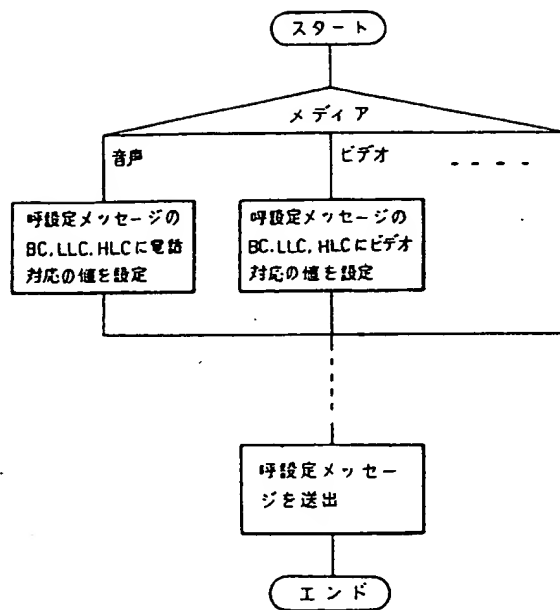 スタート
メディア
音声
ビデオ
呼設定メッセージの
BC.LLC.HLCに電話
対応の値を設定
呼設定メッセージの
BC.LLC.HLCにビデオ
対応の値を設定
呼設定メッセー
ジを送出
エンド